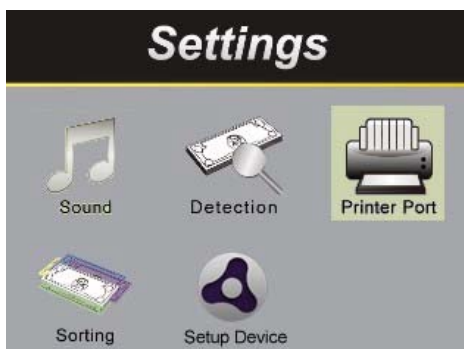 Settings
Sound
Detection
Printer Port
Sorting
Setup Device